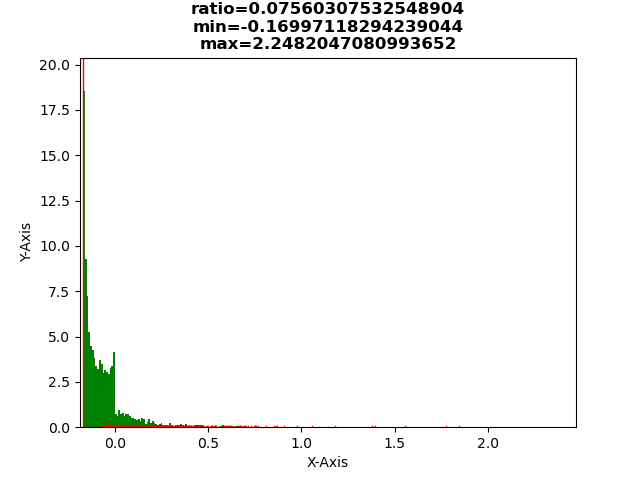 ratio=0.07560307532548904
min=-0.16997118294239044
max=2.2482047080993652
20.0
17.5
15.0
12.5
10.0
7.5
5.0
2.5
0.0
Y-Axis
0.0 0.5 1.0 1.5 2.0
X-Axis